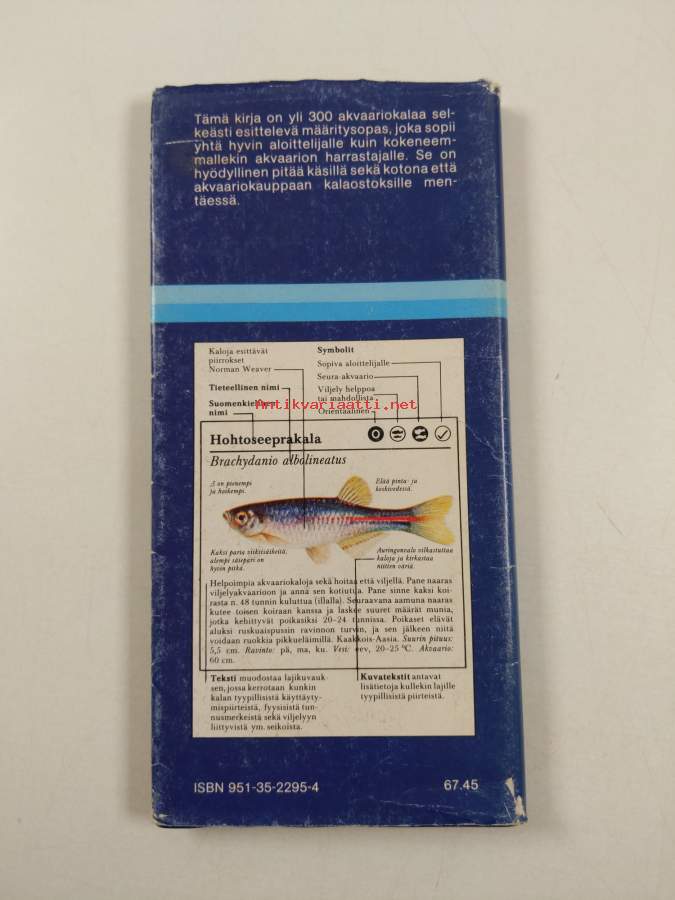 Tämä kirja on yli 300 akvaariokalaa sel-
keästi esittelevä määritysopas, joka sopii
yhtä hyvin aloittelijalle kuin kokeneem-
mallekin akvaarion harrastajalle. Se on
hyödyllinen pitää käsillä sekä kotona että
akvaariokauppaan kalaostoksille men-
täessä.
Kaloja esittävät
piirrokset
Norman Weaver
Tieteellinen nimi
Suomenkielinen
nimi
Symbolit
Sopiva aloittelijalle
Seura-akvaario
Viljely helppoa
tai mahdollista
Orientaalinen
Antikvariaatti.net
Hohtoseeprakala
O
Brachydanio albolineatus
♂ on pienempi
ja hoikempi.
Elää pinta- ja
keskivedessä.
Kaksi paria viiksisäikeitä,
alempi säiepari on
hyvin pitkä.
Auringonvalo vilkastuttaa
kaloja ja kirkastaa
niitten väriä.
Helpoimpia akvaariokaloja sekä hoitaa että viljellä. Pane naaras
viljelyakvaarioon ja anna sen kotiutua. Pane sinne kaksi koi-
rasta n. 48 tunnin kuluttua (illalla). Seuraavana aamuna naaras
kutee toisen koiraan kanssa ja laskee suuret määrät munia,
jotka kehittyvät poikasiksi 20–24 tunnissa. Poikaset elävät
aluksi ruskuaispussin ravinnon turvin, ja sen jälkeen niitä
voidaan ruokkia pikkueläimillä. Kaakkois-Aasia. Suurin pituus:
5,5 cm. Ravinto: pä, ma, ku. Vesi: eev, 20–25 °C. Akvaario:
60 cm.
Teksti muodostaa lajikuvauk-
sen, jossa kerrotaan kunkin
kalan tyypillisistä käyttäyty-
mispiirteistä, fyysisistä tun-
nusmerkeistä sekä viljelyyn
liittyvistä ym. seikoista.
Kuvatekstit antavat
lisätietoja kullekin lajille
tyypillisistä piirteistä.
ISBN 951-35-2295-4
67.45